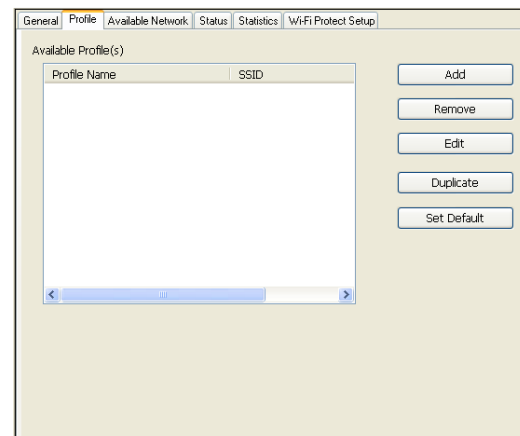 General Profile Available Network Status Statistics Wi-Fi Protect Setup
Available Profile(s)
Profile Name SSID
Add
Remove
Edit
Duplicate
Set Default